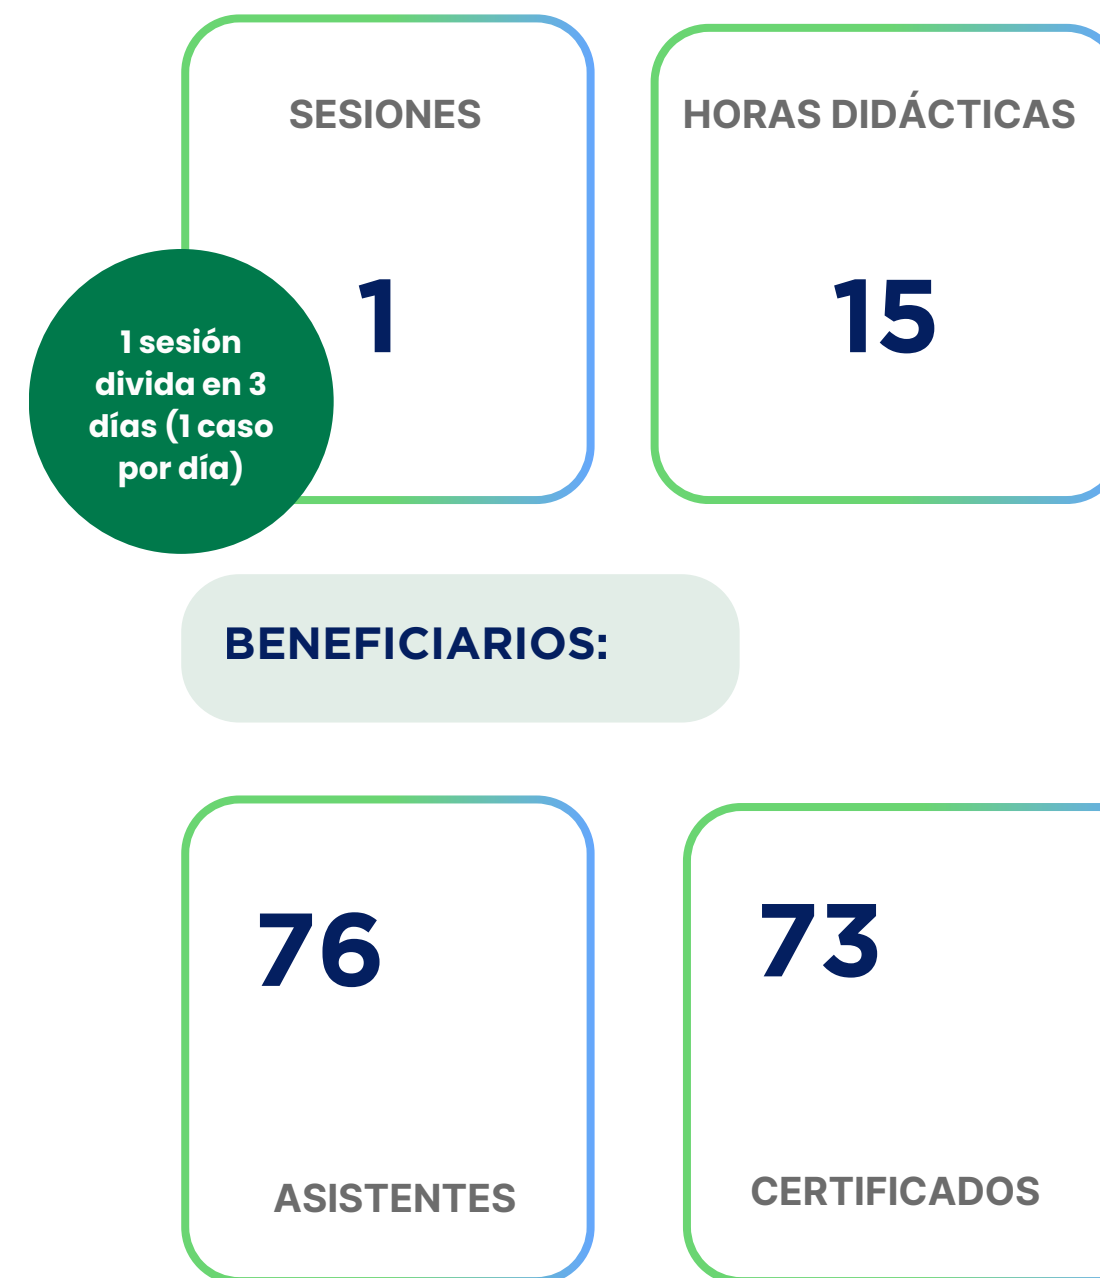 SESIONES
HORAS DIDÁCTICAS
1
15
1 sesión
divida en 3
días (1 caso
por día)
BENEFICIARIOS:
76
73
ASISTENTES
CERTIFICADOS